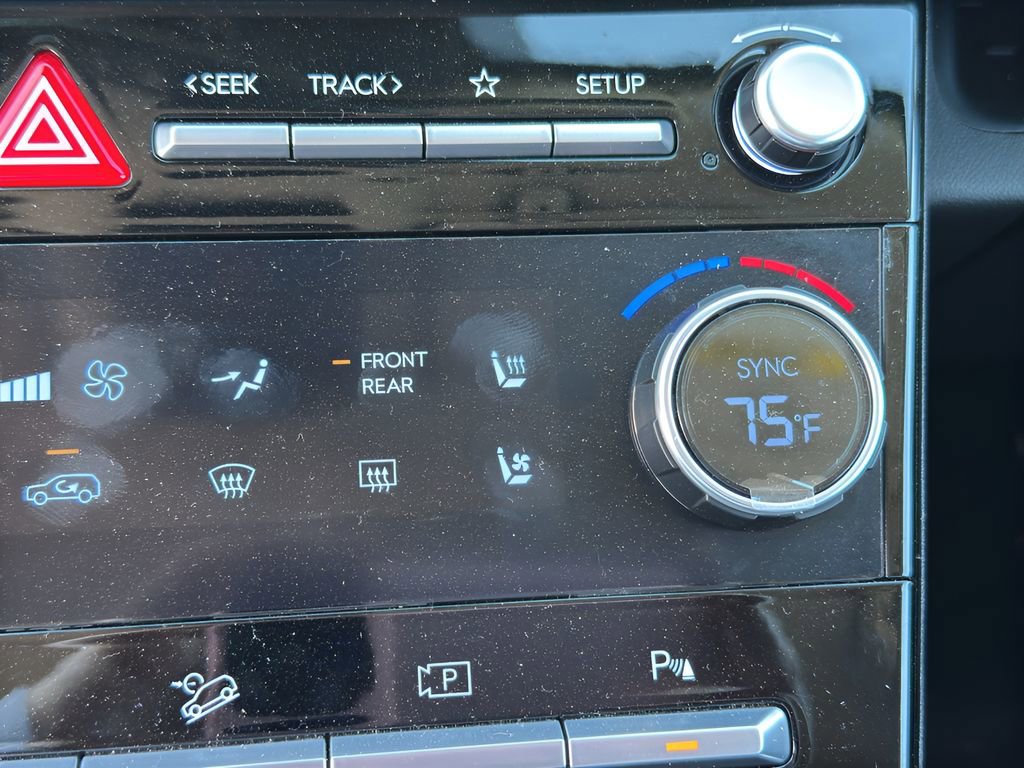 <SEEK TRACK> SETUP
FRONT
REAR
SYNC
75°F
P P